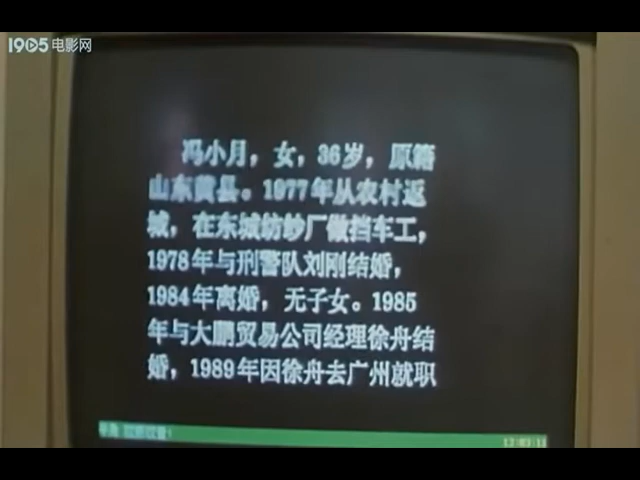 1905电影网
冯小月，女，36岁，原籍
山东黄县。1977年从农村返
城，在东城纺纱厂做挡车工，
1978年与刑警队刘刚结婚，
1984年离婚，无子女。1985
年与大鹏贸易公司经理徐舟结
婚，1989年因徐舟去广州就职